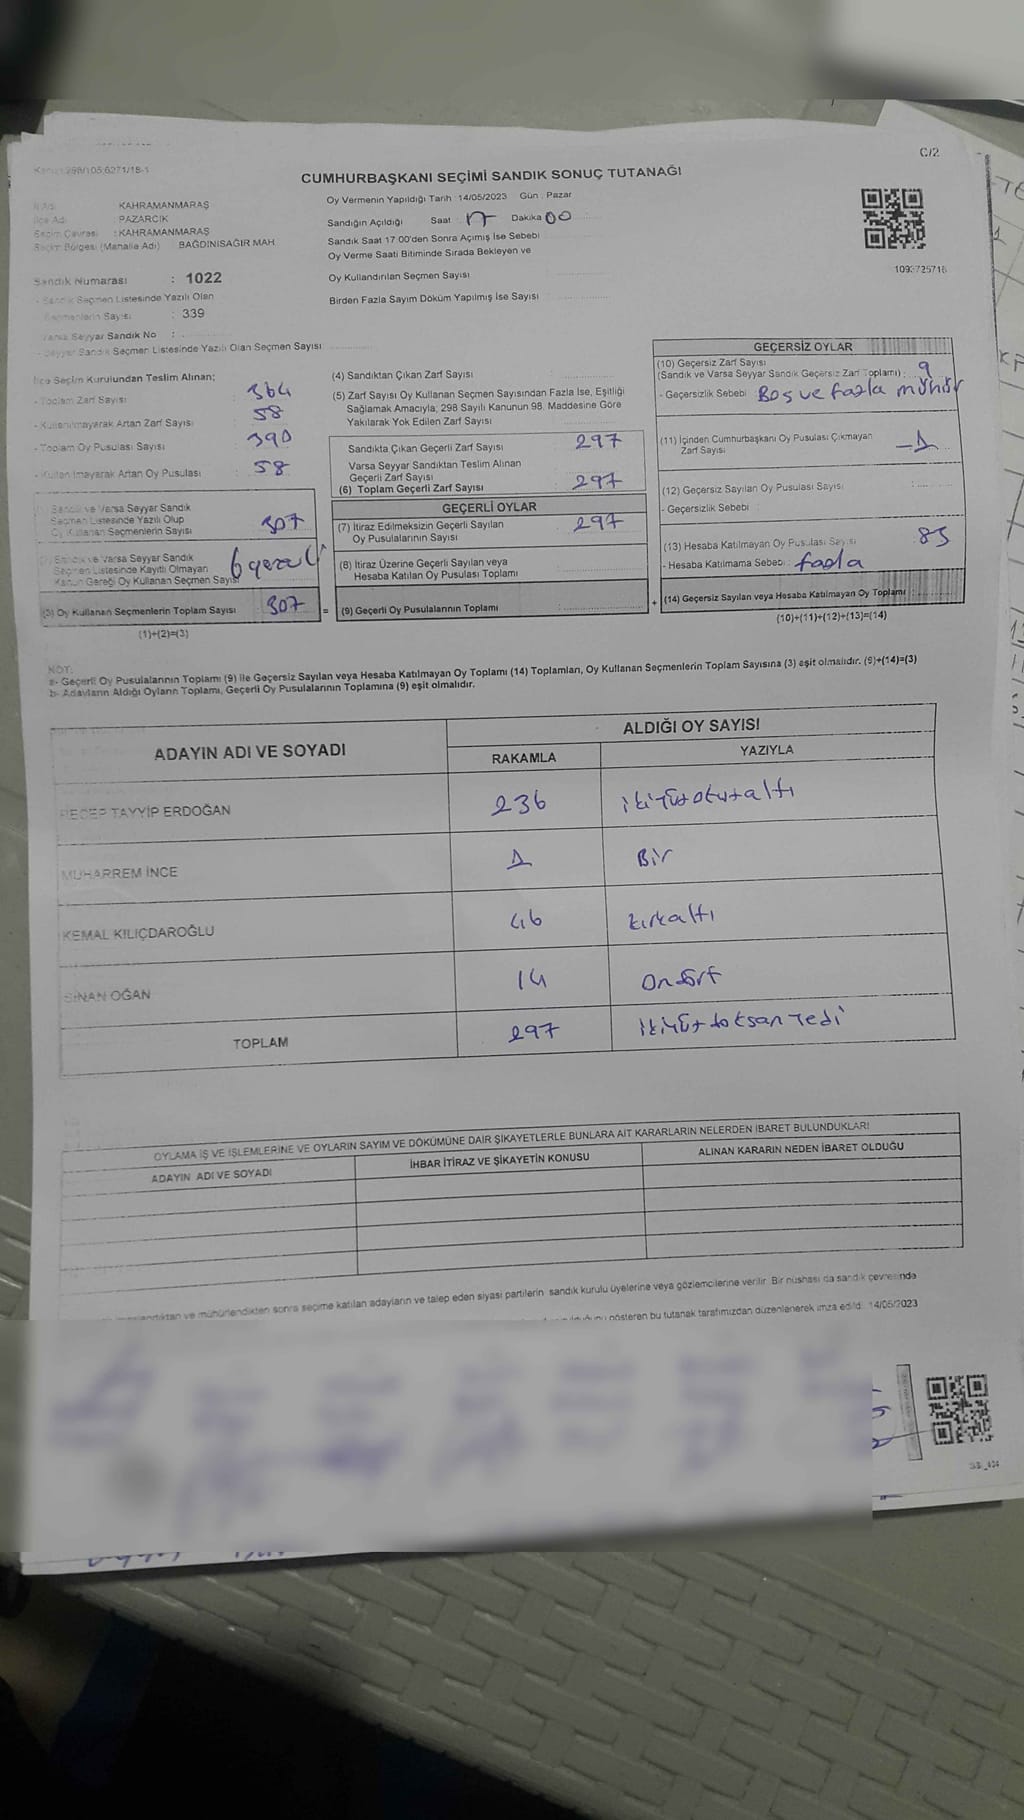 C/2
CUMHURBAŞKANI SEÇİMİ SANDIK SONUÇ TUTANAĞI
İl Adı : KAHRAMANMARAŞ
İlçe Adı : PAZARCIK
Seçim Çevresi : KAHRAMANMARAŞ
Seçim Bölgesi (Mahalle Adı) BAĞDINISAĞIR MAH.
Sandık Numarası : 1022
- Sandık Seçmen Listesinde Yazılı Olan
Seçmenlerin Sayısı : 339
Varsa Seyyar Sandık No :
- Seyyar Sandık Seçmen Listesinde Yazılı Olan Seçmen Sayısı
Oy Vermenin Yapıldığı Tarih :14/05/2023 Gün : Pazar
Sandığın Açıldığı Saat : 17 Dakika 00
Sandık Saat 17:00'den Sonra Açımış İse Sebebi
Oy Verme Saati Bitiminde Sırada Bekleyen ve
Oy Kullandırılan Seçmen Sayısı
Birden Fazla Sayım Döküm Yapılmış İse Sayısı
İlçe Seçim Kurulundan Teslim Alınan;
- Toplam Zarf Sayısı : 364
- Kullanılmayarak Artan Zarf Sayısı : 58
- Toplam Oy Pusulası Sayısı : 390
- Kullanılmayarak Artan Oy Pusulası : 58
Sandık ve Varsa Seyyar Sandık
Seçmen Listesinde Yazılı Olup
Oy Kullanan Seçmenlerin Sayısı 307
Sandık ve Varsa Seyyar Sandık
Seçmen Listesinde Kayıtlı Olmayan
Kanun Gereği Oy Kullanan Seçmen Sayısı 6
(3) Oy Kullanan Seçmenlerin Toplam Sayısı 307 =
(1)+(2)=(3)
(4) Sandıktan Çıkan Zarf Sayısı
(5) Zarf Sayısı Oy Kullanan Seçmen Sayısından Fazla İse, Eşitliği
Sağlamak Amacıyla; 298 Sayılı Kanunun 98. Maddesine Göre
Yakılarak Yok Edilen Zarf Sayısı
Sandıkta Çıkan Geçerli Zarf Sayısı 297
Varsa Seyyar Sandıktan Teslim Alınan
Geçerli Zarf Sayısı
(6) Toplam Geçerli Zarf Sayısı 297
GEÇERLİ OYLAR
(7) İtiraz Edilmeksizin Geçerli Sayılan 297
Oy Pusulalarının Sayısı
(8) İtiraz Üzerine Geçerli Sayılan veya
Hesaba Katılan Oy Pusulası Toplamı
(9) Geçerli Oy Pusulalarının Toplamı +
GEÇERSİZ OYLAR
(10) Geçersiz Zarf Sayısı
(Sandık ve Varsa Seyyar Sandık Geçersiz Zarf Toplamı) : 9
- Geçersizlik Sebebi : Boş ve fazla mühür
(11) İçinden Cumhurbaşkanı Oy Pusulası Çıkmayan
Zarf Sayısı -1
(12) Geçersiz Sayılan Oy Pusulası Sayısı
- Geçersizlik Sebebi :
(13) Hesaba Katılmayan Oy Pusulası Sayısı : 83
- Hesaba Katılmama Sebebi : fazla
(14) Geçersiz Sayılan veya Hesaba Katılmayan Oy Toplamı :
(10)+(11)+(12)+(13)=(14)
NOT:
a- Geçerli Oy Pusulalarının Toplamı (9) ile Geçersiz Sayılan veya Hesaba Katılmayan Oy Toplamı (14) Toplamları, Oy Kullanan Seçmenlerin Toplam Sayısına (3) eşit olmalıdır. (9)+(14)=(3)
b- Adayların Aldığı Oyların Toplamı, Geçerli Oy Pusulalarının Toplamına (9) eşit olmalıdır.
ADAYIN ADI VE SOYADI
ALDIĞI OY SAYISI
RAKAMLA YAZIYLA
RECEP TAYYİP ERDOĞAN 236 ikiyüzotuzaltı
MUHARREM İNCE 1 Bir
KEMAL KILIÇDAROĞLU 46 kırkaltı
SİNAN OĞAN 14 Ondört
TOPLAM 297 ikiyüzdoksanyedi
OYLAMA İŞ VE İŞLEMLERİNE VE OYLARIN SAYIM VE DÖKÜMÜNE DAİR ŞİKAYETLERLE BUNLARA AİT KARARLARIN NELERDEN İBARET BULUNDUKLARI
ADAYIN ADI VE SOYADI İHBAR İTİRAZ VE ŞİKAYETİN KONUSU ALINAN KARARIN NEDEN İBARET OLDUĞU
ve mühürlendikten sonra seçime katılan adayların ve talep eden siyasi partilerin sandık kurulu üyelerine veya gözlemcilerine verilir. Bir nüshası da sandık çevresinde
gösteren bu tutanak tarafımızdan düzenlenerek imza edildi. 14/05/2023